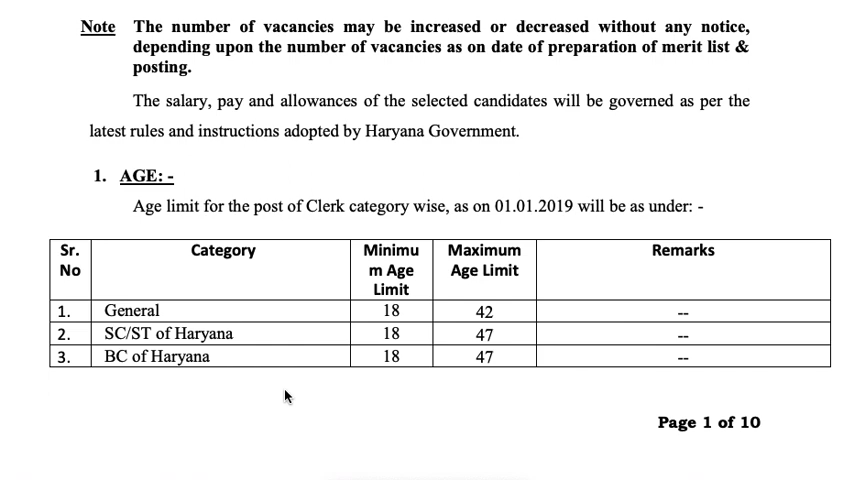 Note The number of vacancies may be increased or decreased without any notice,
depending upon the number of vacancies as on date of preparation of merit list &
posting.
The salary, pay and allowances of the selected candidates will be governed as per the
latest rules and instructions adopted by Haryana Government.
1. AGE: -
Age limit for the post of Clerk category wise, as on 01.01.2019 will be as under: -
Sr. Category Minimu Maximum Remarks
No m Age Age Limit
Limit
1. General 18 42 --
2. SC/ST of Haryana 18 47 --
3. BC of Haryana 18 47 --
Page 1 of 10